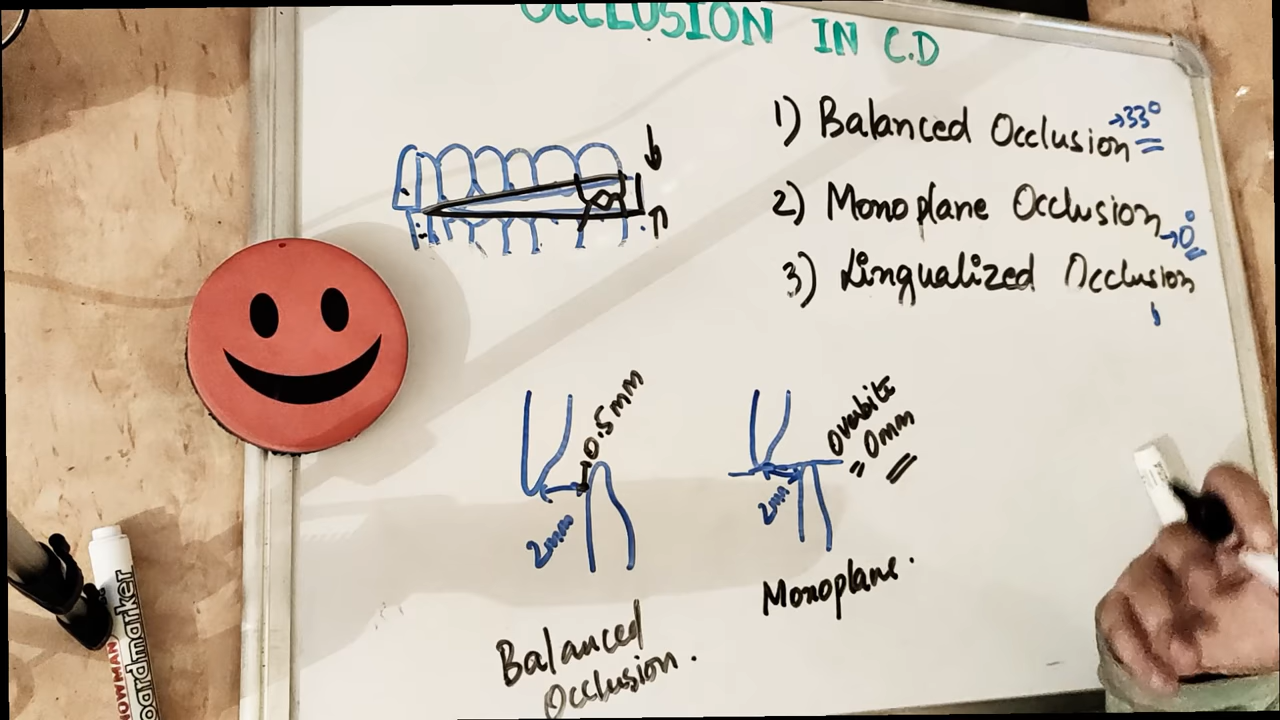 OCCLUSION IN C.D
1) Balanced Occlusion →33°
2) Monoplane Occlusion →0°
3) Lingualized Occlusion
0.5mm
2mm
Balanced
Occlusion.
overbite
= 0mm
2mm
Monoplane.
SNOWMAN
boardmarker